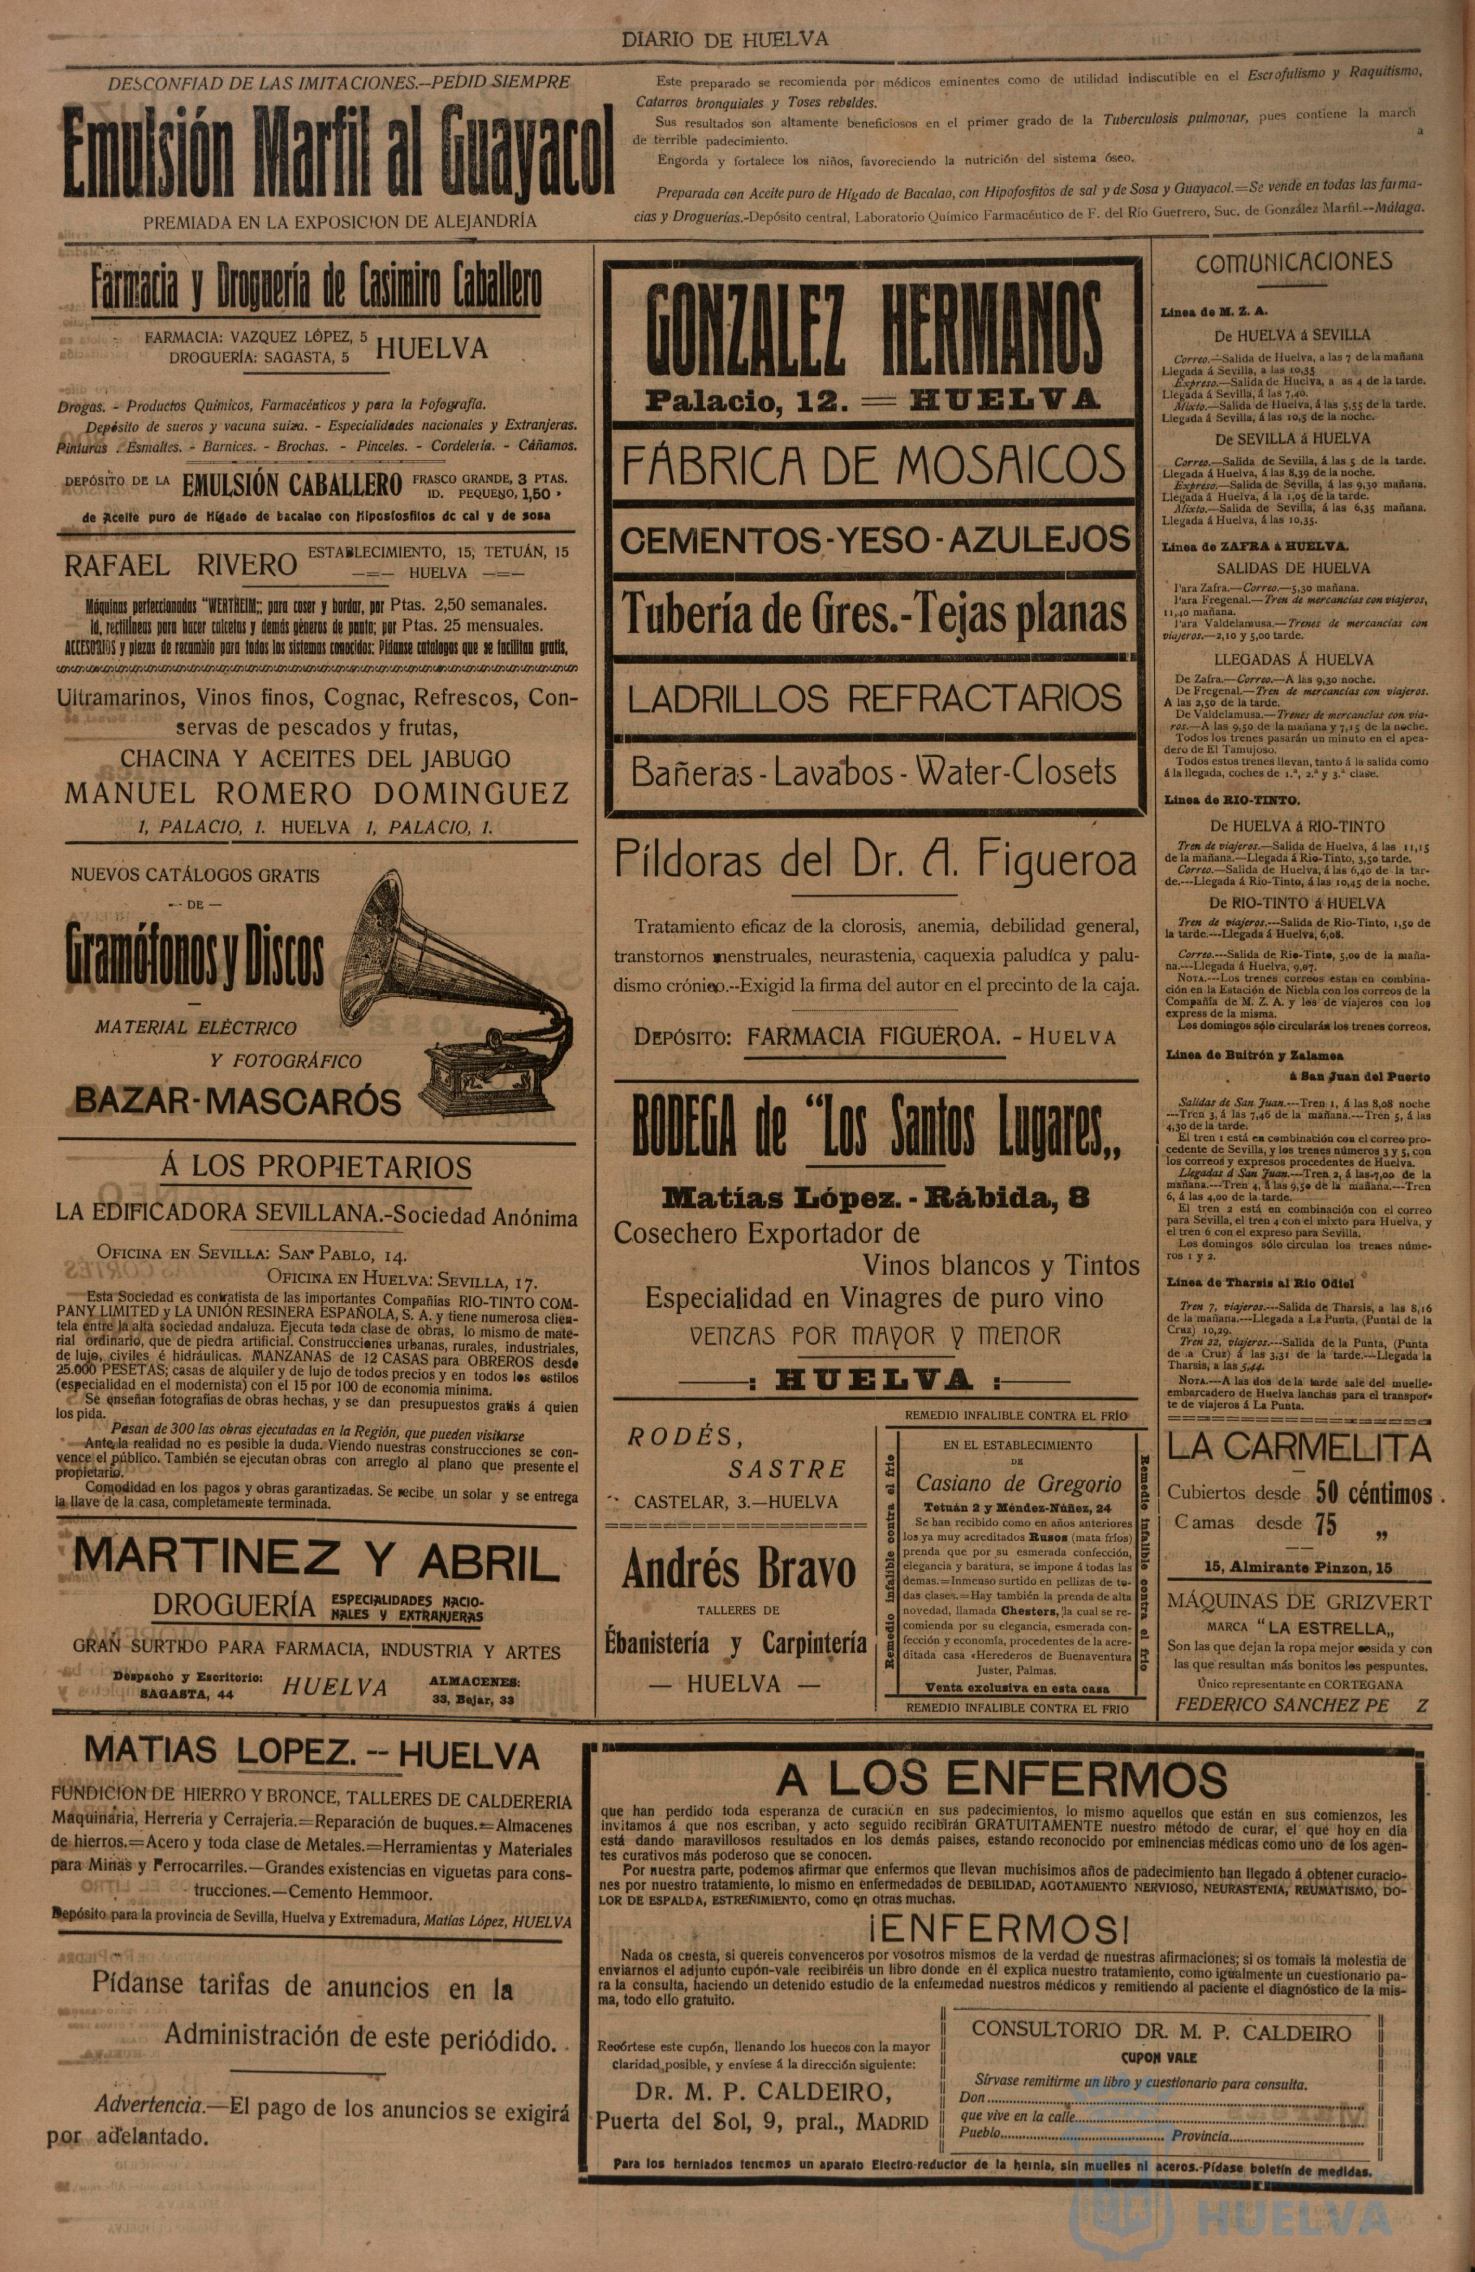 DIARIO DE HUELVA
DESCONFIAD DE LAS IMITACIONES.--PEDID SIEMPRE
Emulsión Marfil al Guayacol
PREMIADA EN LA EXPOSICION DE ALEJANDRÍA
Este preparado se recomienda por médicos eminentes como de utilidad indiscutible en el Escrofulismo y Raquitismo,
Catarros bronquiales y Toses rebeldes.
Sus resultados son altamente beneficiosos en el primer grado de la Tuberculosis pulmonar, pues contiene la march
a
de terrible padecimiento.
Engorda y fortalece los niños, favoreciendo la nutrición del sistema óseo.
Preparada con Aceite puro de Hígado de Bacalao, con Hipofosfitos de sal y de Sosa y Guayacol.=Se vende en todas las farma-
cias y Droguerías.-Depósito central, Laboratorio Químico Farmacéutico de F. del Río Guerrero, Suc. de González Marfil.--Málaga.
Farmacia y Droguería de Casimiro Caballero
FARMACIA: VAZQUEZ LÓPEZ, 5
DROGUERÍA: SAGASTA, 5
HUELVA
Drogas. - Productos Químicos, Farmacéuticos y para la Fofografía.
Depósito de sueros y vacuna suiza. - Especialidades nacionales y Extranjeras.
Pinturas. Esmaltes. - Barnices. - Brochas. - Pinceles. - Cordelería. - Cáñamos.
DEPÓSITO DE LA EMULSIÓN CABALLERO FRASCO GRANDE, 3 PTAS.
ID. PEQUEÑO, 1,50 »
de Aceite puro de Hígado de bacalao con Hiposfosfitos dc cal y de sosa
RAFAEL RIVERO ESTABLECIMIENTO, 15, TETUÁN, 15
—=— HUELVA —=—
Máquinas perfeccionadas "WERTHEIM;; para coser y bordar, por Ptas. 2,50 semanales.
Id. rectilíneas para hacer calcetas y demás géneros de punto; por Ptas. 25 mensuales.
ACCESORIOS y piezas de recambio para todos los sistemas conocidos: Pídanse catalogos que se facilitan gratis.
Ultramarinos, Vinos finos, Cognac, Refrescos, Con-
servas de pescados y frutas,
CHACINA Y ACEITES DEL JABUGO
MANUEL ROMERO DOMINGUEZ
1, PALACIO, 1. HUELVA 1, PALACIO, 1.
NUEVOS CATÁLOGOS GRATIS
-- DE —
Gramófonos y Discos
MATERIAL ELÉCTRICO
Y FOTOGRÁFICO
BAZAR-MASCARÓS
Á LOS PROPIETARIOS
LA EDIFICADORA SEVILLANA.-Sociedad Anónima
OFICINA EN SEVILLA: SAN PABLO, 14.
OFICINA EN HUELVA: SEVILLA, 17.
Esta Sociedad es contratista de las importantes Compañías RIO-TINTO COM-
PANY LIMITED y LA UNIÓN RESINERA ESPAÑOLA, S. A. y tiene numerosa clien-
tela entre la alta sociedad andaluza. Ejecuta toda clase de obras, lo mismo de mate-
rial ordinario, que de piedra artificial. Construcciones urbanas, rurales, industriales,
de lujo, civiles é hidráulicas. MANZANAS de 12 CASAS para OBREROS desde
25.000 PESETAS; casas de alquiler y de lujo de todos precios y en todos los estilos
(especialidad en el modernista) con el 15 por 100 de economía mínima.
Se enseñan fotografías de obras hechas, y se dan presupuestos gratis á quien
los pida.
Pasan de 300 las obras ejecutadas en la Región, que pueden visitarse
Ante la realidad no es posible la duda. Viendo nuestras construcciones se con-
vence el público. También se ejecutan obras con arreglo al plano que presente el
propietario.
Comodidad en los pagos y obras garantizadas. Se recibe un solar y se entrega
la llave de la casa, completamente terminada.
MARTINEZ Y ABRIL
DROGUERÍA ESPECIALIDADES NACIO-
NALES Y EXTRANJERAS
GRAN SURTIDO PARA FARMACIA, INDUSTRIA Y ARTES
Despacho y Escritorio:
SAGASTA, 44
HUELVA
ALMACENES:
33, Bejar, 33
GONZALEZ HERMANOS
Palacio, 12. = HUELVA
FÁBRICA DE MOSAICOS
CEMENTOS-YESO-AZULEJOS
Tubería de Gres.-Tejas planas
LADRILLOS REFRACTARIOS
Bañeras-Lavabos-Water-Closets
Píldoras del Dr. A. Figueroa
Tratamiento eficaz de la clorosis, anemia, debilidad general,
transtornos menstruales, neurastenia, caquexia paludíca y palu-
dismo crónico.--Exigid la firma del autor en el precinto de la caja.
DEPÓSITO: FARMACIA FIGUEROA. - HUELVA
BODEGA de "Los Santos Lugares„
Matías López. - Rábida, 8
Cosechero Exportador de
Vinos blancos y Tintos
Especialidad en Vinagres de puro vino
VENTAS POR MAYOR Y MENOR
: HUELVA :
RODÉS,
SASTRE
CASTELAR, 3.—HUELVA
Andrés Bravo
TALLERES DE
Ébanistería y Carpintería
— HUELVA —
REMEDIO INFALIBLE CONTRA EL FRÍO
Remedio infalible contra el frio
EN EL ESTABLECIMIENTO
DE
Casiano de Gregorio
Tetuán 2 y Méndez-Núñez, 24
Se han recibido como en años anteriores
los ya muy acreditados Rusos (mata fríos)
prenda que por su esmerada confección,
elegancia y baratura, se impone á todas las
demas.=Inmenso surtido en pellizas de to-
das clases.=Hay también la prenda de alta
novedad, llamada Chesters, la cual se re-
comienda por su elegancia, esmerada con-
fección y economía, procedentes de la acre-
ditada casa «Herederos de Buenaventura
Juster, Palmas.
Venta exclusiva en esta casa
Remedio infalible contra el frio
REMEDIO INFALIBLE CONTRA EL FRIO
COMUNICACIONES
Línea de M. Z. A.
De HUELVA á SEVILLA
Correo.—Salida de Huelva, a las 7 de la mañana
Llegada á Sevilla, a las 10,35
Expreso.—Salida de Huelva, a as 4 de la tarde.
Llegada á Sevilla, á las 7,40.
Mixto.—Salida de Huelva, á las 5,55 de la tarde.
Llegada á Sevilla, á las 10,5 de la noche.
De SEVILLA á HUELVA
Correo.—Salida de Sevilla, á las 5 de la tarde.
Llegada á Huelva, á las 8,39 de la noche.
Expreso.—Salida de Sevilla, á las 9,30 mañana.
Llegada á Huelva, á la 1,05 de la tarde.
Mixto.—Salida de Sevilla, á las 6,35 mañana.
Llegada á Huelva, á las 10,35.
Línea de ZAFRA á HUELVA.
SALIDAS DE HUELVA
Para Zafra.—Correo.—5,30 mañana.
Para Fregenal.—Tren de mercancías con viajeros,
11,40 mañana.
Para Valdelamusa.—Trenes de mercancías con
viajeros.—2,10 y 5,00 tarde.
LLEGADAS Á HUELVA
De Zafra.—Correo.—A las 9,30 noche.
De Fregenal.—Tren de mercancías con viajeros.
A las 2,50 de la tarde.
De Valdelamusa.—Trenes de mercancías con via-
ros.—A las 9,50 de la mañana y 7,15 de la noche.
Todos los trenes pasarán un minuto en el apea-
dero de El Tamujoso.
Todos estos trenes llevan, tanto á la salida como
á la llegada, coches de 1.ª, 2.ª y 3.ª clase.
Línea de RIO-TINTO.
De HUELVA á RIO-TINTO
Tren de viajeros.—Salida de Huelva, á las 11,15
de la mañana.—Llegada á Rio-Tinto, 3,50 tarde.
Correo.—Salida de Huelva, á las 6,40 de la tar-
de.---Llegada á Rio-Tinto, á las 10,45 de la noche.
De RIO-TINTO á HUELVA
Tren de viajeros.---Salida de Rio-Tinto, 1,50 de
la tarde.---Llegada á Huelva, 6,08.
Correo.---Salida de Rio-Tinto, 5,00 de la maña-
na.---Llegada á Huelva, 9,07.
NOTA.---Los trenes correos estan en combina-
ción en la Estación de Niebla con los correos de la
Compañía de M. Z. A. y los de viajeros con los
express de la misma.
Los domingos sólo circularán los trenes correos.
Línea de Buitrón y Zalamea
á San Juan del Puerto
Salidas de San Juan.---Tren 1, á las 8,08 noche
---Tren 3, á las 7,46 de la mañana.---Tren 5, á las
4,30 de la tarde.
El tren 1 está en combinación con el correo pro-
cedente de Sevilla, y los trenes números 3 y 5, con
los correos y expresos procedentes de Huelva.
Llegadas á San Juan.---Tren 2, á las 7,00 de la
mañana.---Tren 4, á las 9,50 de la mañana.---Tren
6, á las 4,00 de la tarde.
El tren 2 está en combinación con el correo
para Sevilla, el tren 4 con el mixto para Huelva, y
el tren 6 con el expreso para Sevilla.
Los domingos sólo circulan los trenes núme-
ros 1 y 2.
Línea de Tharsis al Rio Odiel
Tren 7, viajeros.---Salida de Tharsis, a las 8,16
de la mañana.---Llegada a La Punta, (Puntal de la
Cruz) 10,29.
Tren 22, viajeros.---Salida de la Punta, (Punta
de a Cruz) á las 3,31 de la tarde.---Llegada la
Tharsis, a las 5,44.
NOTA.---A las dos de la tarde sale del muelle-
embarcadero de Huelva lanchas para el transpor-
te de viajeros á La Punta.
LA CARMELITA
Cubiertos desde 50 céntimos.
Camas desde 75 „
15, Almirante Pinzon, 15
MÁQUINAS DE GRIZVERT
MARCA "LA ESTRELLA„
Son las que dejan la ropa mejor cosida y con
las que resultan más bonitos los pespuntes.
Único representante en CORTEGANA
FEDERICO SANCHEZ PE Z
MATIAS LOPEZ. -- HUELVA
FUNDICION DE HIERRO Y BRONCE, TALLERES DE CALDERERIA
Maquinaria, Herreria y Cerrajeria.=Reparación de buques.=Almacenes
de hierros.=Acero y toda clase de Metales.=Herramientas y Materiales
para Minas y Ferrocarriles.—Grandes existencias en viguetas para cons-
trucciones.—Cemento Hemmoor.
Depósito para la provincia de Sevilla, Huelva y Extremadura, Matías López, HUELVA
Pídanse tarifas de anuncios en la
Administración de este periódido.
Advertencia.—El pago de los anuncios se exigirá
por adelantado.
A LOS ENFERMOS
que han perdido toda esperanza de curación en sus padecimientos, lo mismo aquellos que están en sus comienzos, les
invitamos á que nos escriban, y acto seguido recibirán GRATUITAMENTE nuestro método de curar, el que hoy en día
está dando maravillosos resultados en los demás paises, estando reconocido por eminencias médicas como uno de los agen-
tes curativos más poderoso que se conocen.
Por nuestra parte, podemos afirmar que enfermos que llevan muchísimos años de padecimiento han llegado á obtener curacio-
nes por nuestro tratamiento, lo mismo en enfermedades de DEBILIDAD, AGOTAMIENTO NERVIOSO, NEURASTENIA, REUMATISMO, DO-
LOR DE ESPALDA, ESTREÑIMIENTO, como en otras muchas.
¡ENFERMOS!
Nada os cuesta, si quereis convenceros por vosotros mismos de la verdad de nuestras afirmaciones; si os tomais la molestia de
enviarnos el adjunto cupón-vale recibiréis un libro donde en él explica nuestro tratamiento, como igualmente un cuestionario pa-
ra la consulta, haciendo un detenido estudio de la enfeumedad nuestros médicos y remitiendo al paciente el diagnóstico de la mis-
ma, todo ello gratuito.
Recórtese este cupón, llenando los huecos con la mayor
claridad posible, y envíese á la dirección siguiente:
DR. M. P. CALDEIRO,
Puerta del Sol, 9, pral., MADRID
CONSULTORIO DR. M. P. CALDEIRO
CUPON VALE
Sírvase remitirme un libro y cuestionario para consulta.
Don
que vive en la calle
Pueblo Provincia
Para los herniados tenemos un aparato Electro-reductor de la heinia, sin muelles ni aceros.-Pídase boletín de medidas.
HUELVA